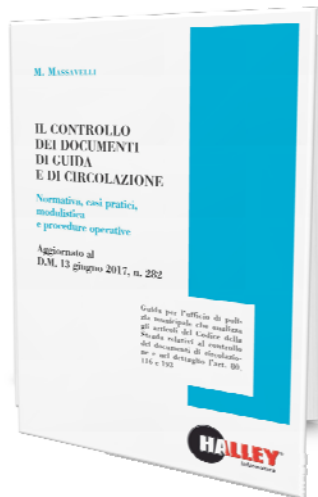 M. MASSAVELLI
IL CONTROLLO
DEI DOCUMENTI
DI GUIDA
E DI CIRCOLAZIONE
Normativa, casi pratici,
modulistica
e procedure operative
Aggiornato al
D.M. 13 giugno 2017, n. 282
Guida per l'ufficio di poli-
zia municipale che analizza
gli articoli del Codice della
Strada relativi al controllo
dei documenti di circolazio-
ne e nel dettaglio l'art. 80,
116 e 193
HALLEY
informatica